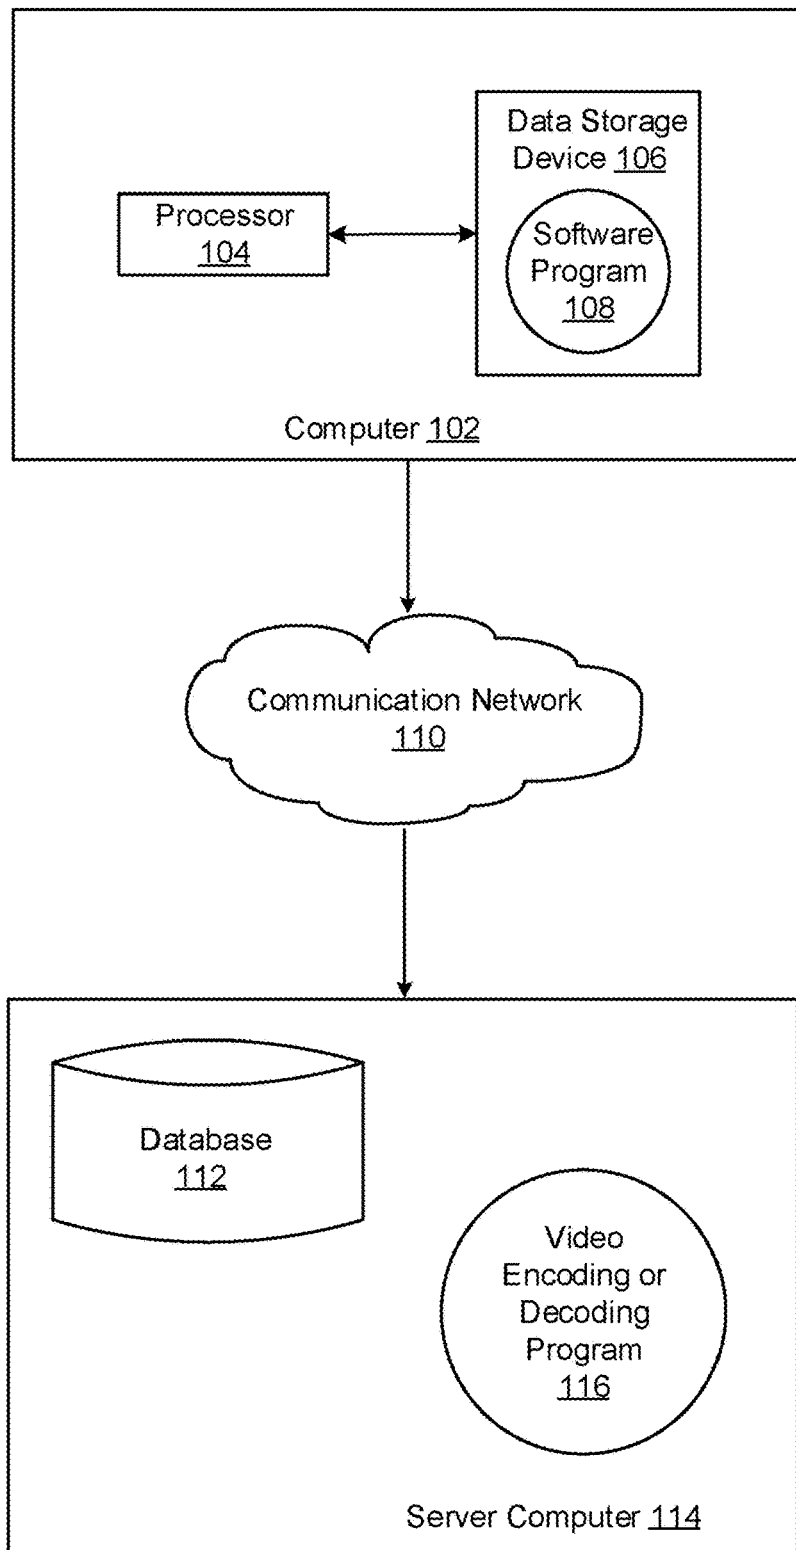 Data Storage
Device 106
Processor
104
Software
Program
108
Computer 102
Communication Network
110
Database
112
Video
Encoding or
Decoding
Program
116
Server Computer 114